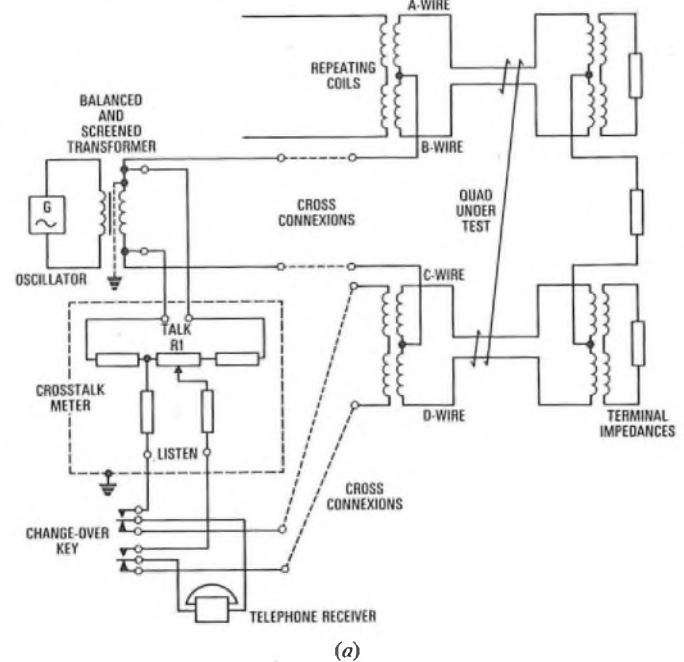 A-WIRE
REPEATING
COILS
BALANCED
AND
SCREENED
TRANSFORMER
B-WIRE
G
QUAD
UNDER
TEST
CROSS
CONNEXIONS
OSCILLATOR
C-WIRE
TALK
R1
CROSSTALK
METER
D-WIRE
TERMINAL
IMPEDANCES
LISTEN
CROSS
CONNEXIONS
CHANGE-OVER
KEY
TELEPHONE RECEIVER
(a)